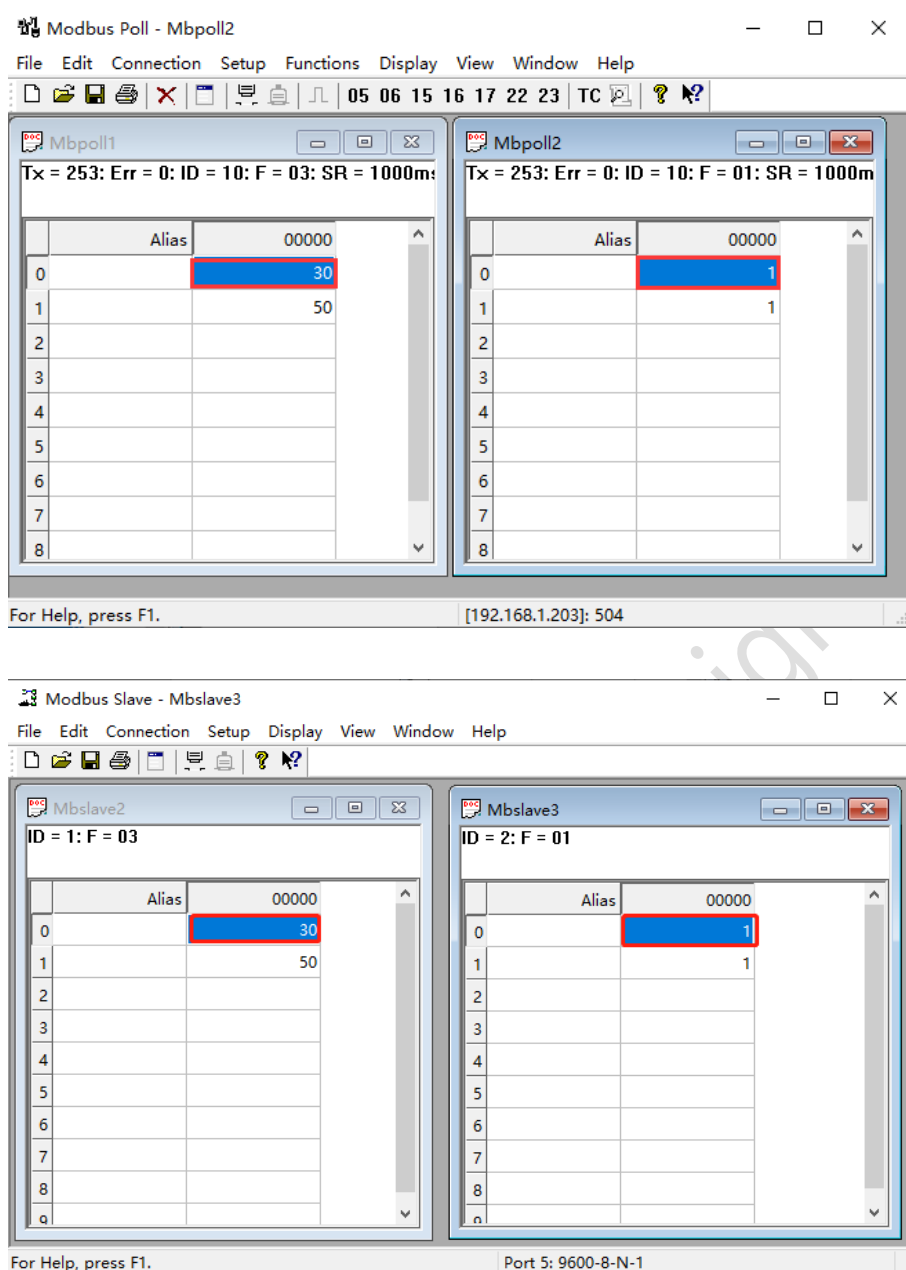 Modbus Poll - Mbpoll2
File Edit Connection Setup Functions Display View Window Help
05 06 15 16 17 22 23 TC
Mbpoll1
Tx = 253: Err = 0: ID = 10: F = 03: SR = 1000ms
Alias 00000
0 30
1 50
2
3
4
5
6
7
8
Mbpoll2
Tx = 253: Err = 0: ID = 10: F = 01: SR = 1000m
Alias 00000
0 1
1 1
2
3
4
5
6
7
8
For Help, press F1. [192.168.1.203]: 504
Modbus Slave - Mbslave3
File Edit Connection Setup Display View Window Help
Mbslave2
ID = 1: F = 03
Alias 00000
0 30
1 50
2
3
4
5
6
7
8
9
Mbslave3
ID = 2: F = 01
Alias 00000
0 1
1 1
2
3
4
5
6
7
8
For Help, press F1. Port 5: 9600-8-N-1